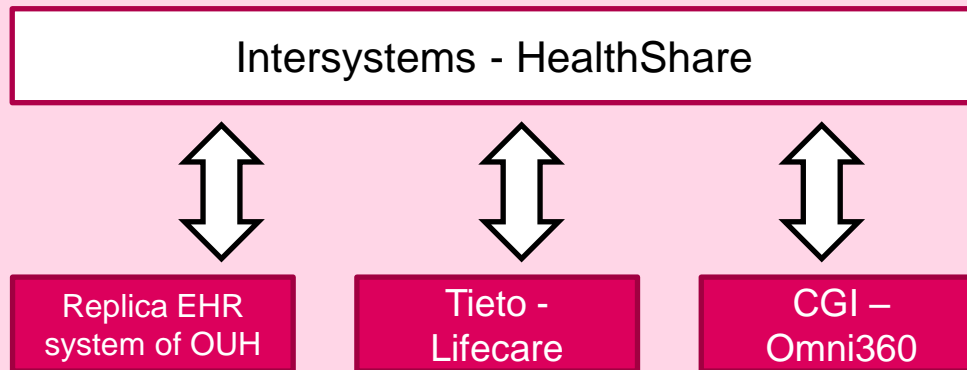 Intersystems - HealthShare
Replica EHR
system of OUH
Tieto -
Lifecare
CGI –
Omni360